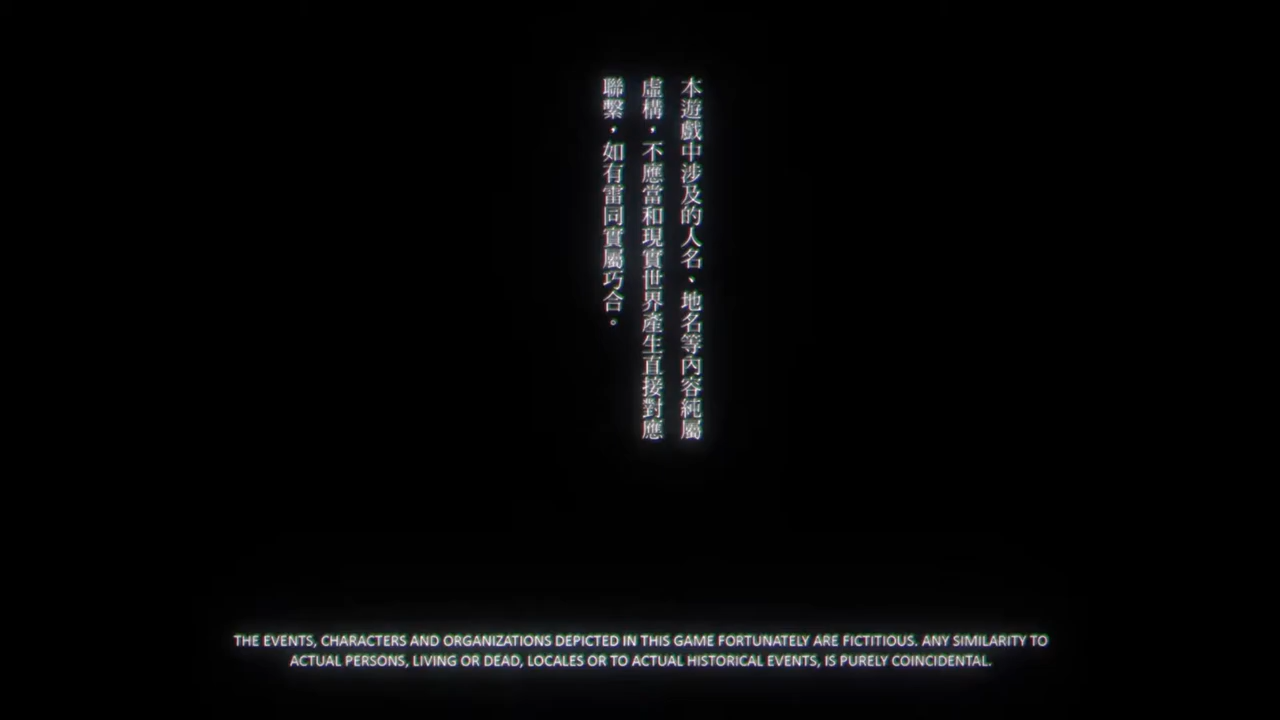 本遊戲中涉及的人名、地名等內容純屬
虛構，不應當和現實世界產生直接對應
聯繫，如有雷同實屬巧合。
THE EVENTS, CHARACTERS AND ORGANIZATIONS DEPICTED IN THIS GAME FORTUNATELY ARE FICTITIOUS. ANY SIMILARITY TO
ACTUAL PERSONS, LIVING OR DEAD, LOCALES OR TO ACTUAL HISTORICAL EVENTS, IS PURELY COINCIDENTAL.